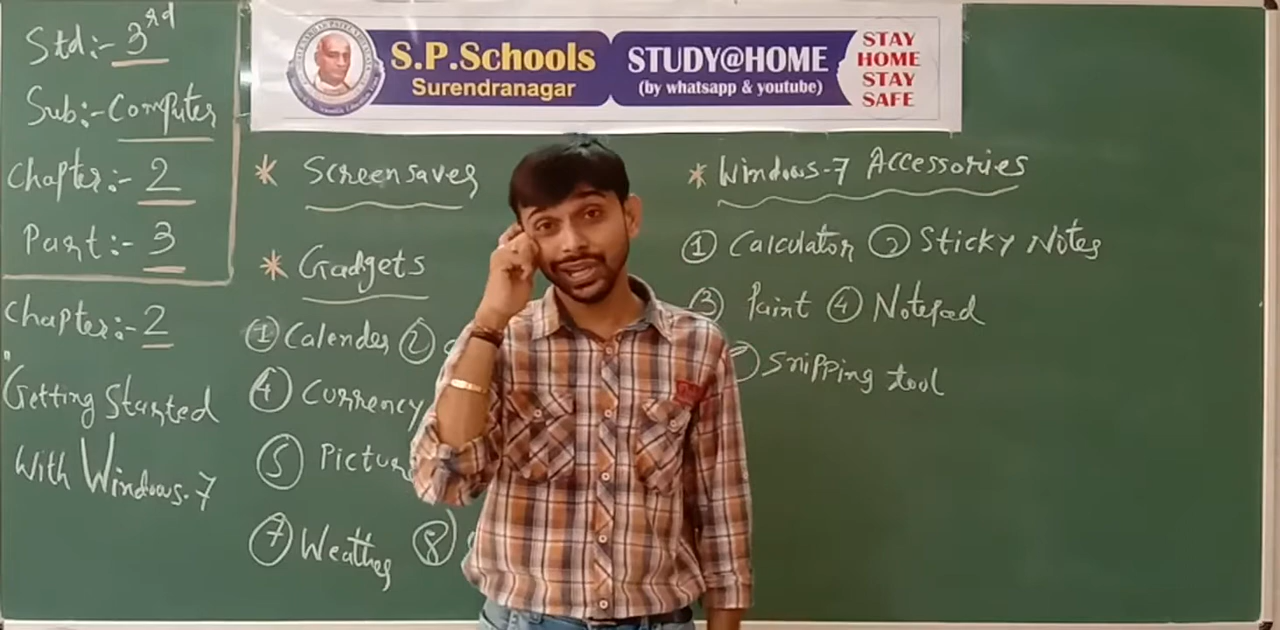 Std:- 3rd
Sub:- Computer
Chapter:- 2
Part:- 3
Chapter:- 2
Getting Started
With Windows-7
S.P.Schools
Surendranagar
STUDY@HOME
(by whatsapp & youtube)
STAY
HOME
STAY
SAFE
* Screensaver
* Gadgets
① Calender ②
④ Currency
⑤ Pictur
⑦ Weather ⑧
* Windows-7 Accessories
① Calculator ② Sticky Notes
③ Paint ④ Notepad
Snipping tool